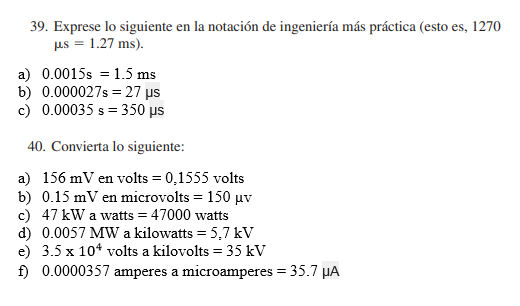 39. Exprese lo siguiente en la notación de ingeniería más práctica (esto es, 1270
μs = 1.27 ms).
a) 0.0015s = 1.5 ms
b) 0.000027s = 27 μs
c) 0.00035 s = 350 μs
40. Convierta lo siguiente:
a) 156 mV en volts = 0,1555 volts
b) 0.15 mV en microvolts = 150 μv
c) 47 kW a watts = 47000 watts
d) 0.0057 MW a kilowatts = 5,7 kV
e) 3.5 x 10⁴ volts a kilovolts = 35 kV
f) 0.0000357 amperes a microamperes = 35.7 μA